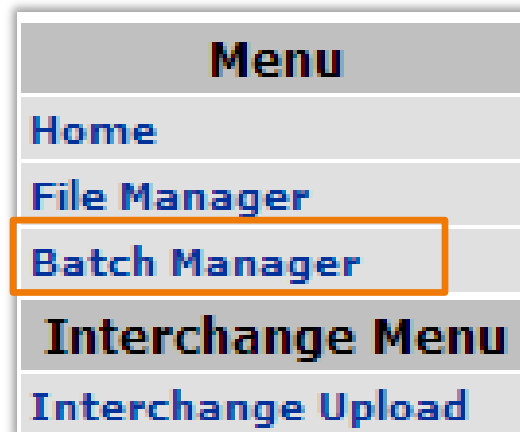 Menu
Home
File Manager
Batch Manager
Interchange Menu
Interchange Upload